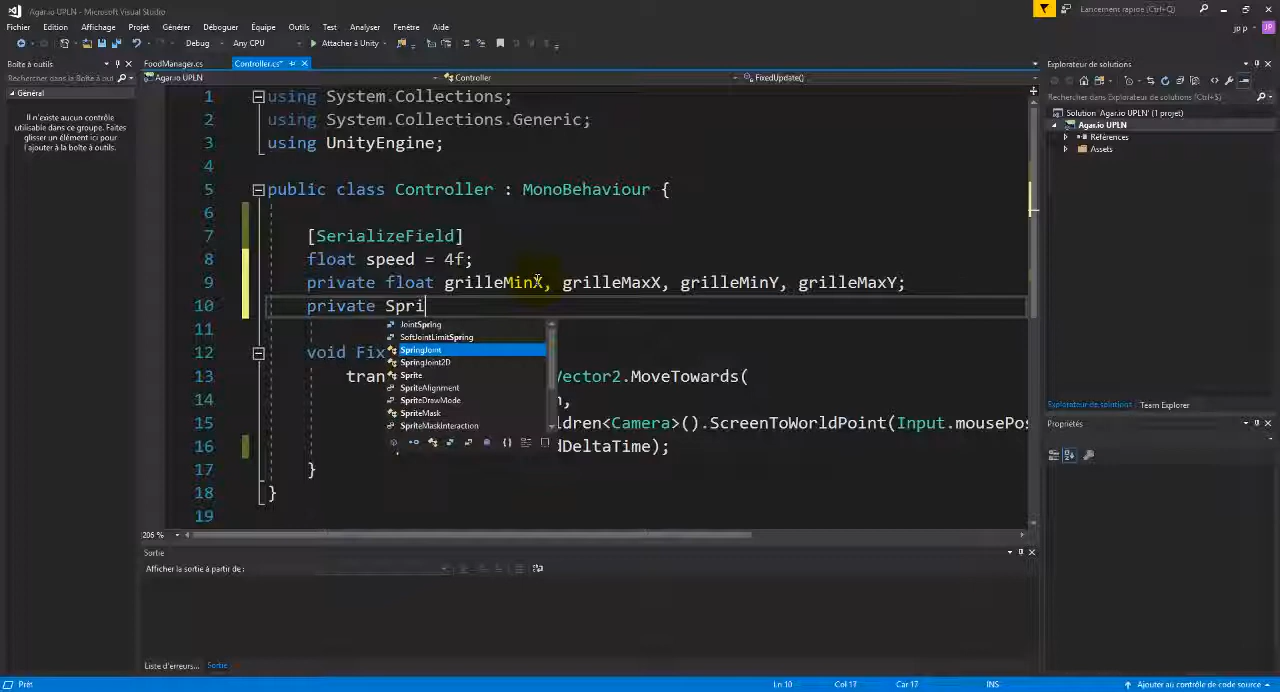 Agar.io UPLN - Microsoft Visual Studio
Lancement rapide (Ctrl+Q)
Fichier Edition Affichage Projet Générer Déboguer Équipe Outils Test Analyser Fenêtre Aide
jp p
JP
Debug Any CPU Attacher à Unity
Boîte à outils
Rechercher dans Boîte à out
Général
Il n'existe aucun contrôle
utilisable dans ce groupe. Faites
glisser un élément ici pour
l'ajouter à la boîte à outils.
FoodManager.cs Controller.cs*
Agar.io UPLN Controller FixedUpdate()
1 using System.Collections;
2 using System.Collections.Generic;
3 using UnityEngine;
4
5 public class Controller : MonoBehaviour {
6
7 [SerializeField]
8 float speed = 4f;
9 private float grilleMinX, grilleMaxX, grilleMinY, grilleMaxY;
10 private Spri
11
12 void Fix
13 tran Vector2.MoveTowards(
14 n,
15 ldren<Camera>().ScreenToWorldPoint(Input.mousePos
16 dDeltaTime);
17 }
18 }
19
JointSpring
SoftJointLimitSpring
SpringJoint
SpringJoint2D
Sprite
SpriteAlignment
SpriteDrawMode
SpriteMask
SpriteMaskInteraction
206 %
Sortie
Afficher la sortie à partir de :
Liste d'erreurs... Sortie
Explorateur de solutions
Rechercher dans Explorateur de solutions (Ctrl+$)
Solution 'Agar.io UPLN' (1 projet)
Agar.io UPLN
Références
Assets
Explorateur de solutions Team Explorer
Propriétés
Prêt Ln 10 Col 17 Car 17 INS Ajouter au contrôle de code source